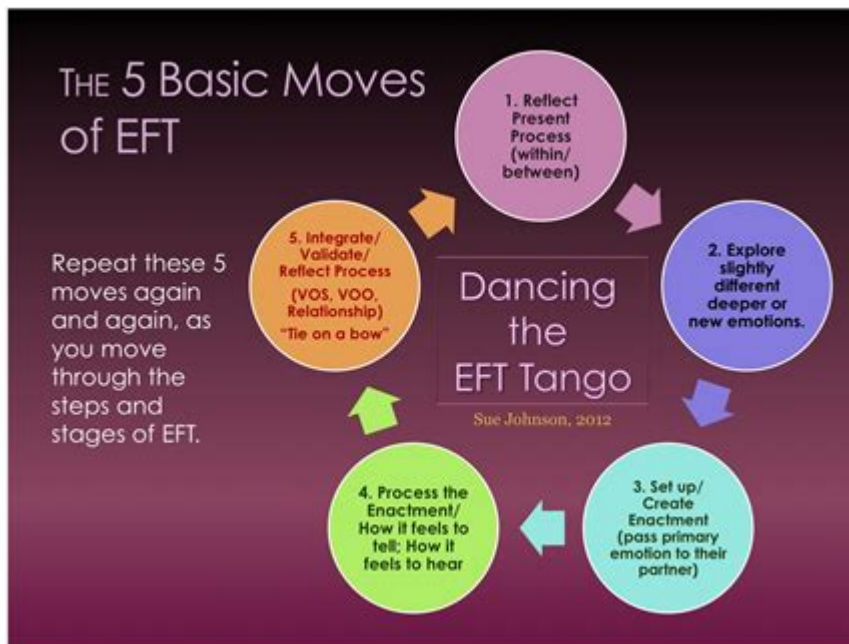 THE 5 Basic Moves
of EFT
Repeat these 5
moves again
and again, as
you move
through the
steps and
stages of EFT.
1. Reflect
Present
Process
(within/
between)
2. Explore
slightly
different
deeper or
new emotions.
3. Set up/
Create
Enactment
(pass primary
emotion to their
partner)
4. Process the
Enactment/
How it feels to
tell; How it
feels to hear
5. Integrate/
Validate/
Reflect Process
(VOS, VOO,
Relationship)
"Tie on a bow"
Dancing
the
EFT Tango
Sue Johnson, 2012